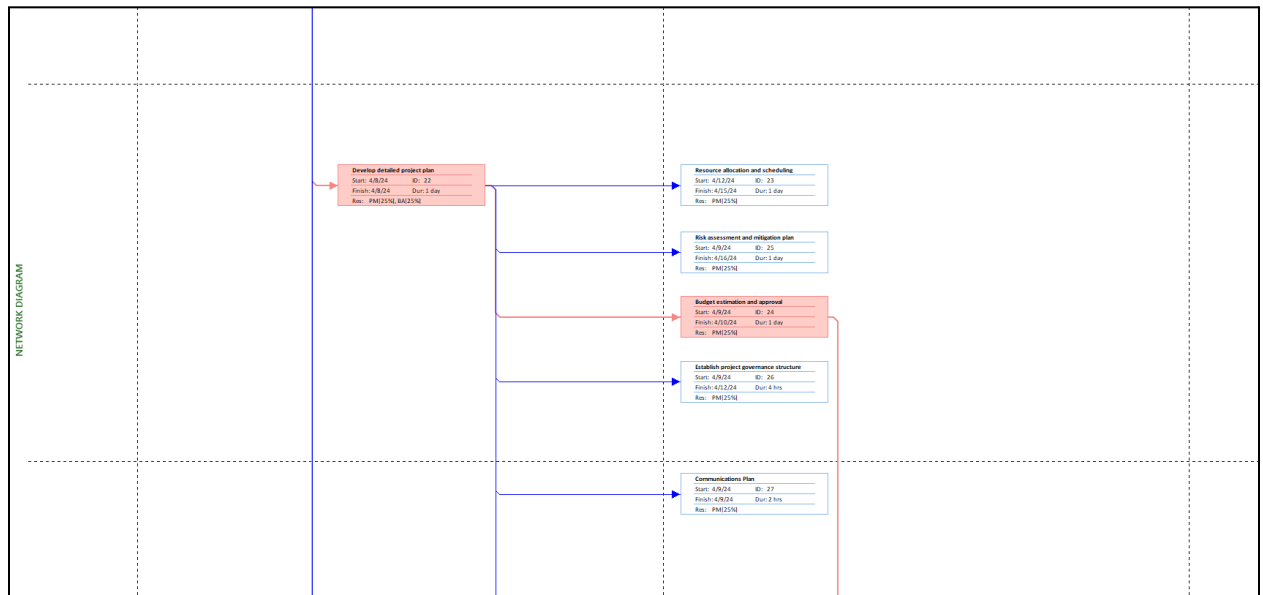 NETWORK DIAGRAM
Develop detailed project plan
Start: 4/8/24 ID: 22
Finish: 4/8/24 Dur: 1 day
Res: PM[25%], BA[25%]
Resource allocation and scheduling
Start: 4/12/24 ID: 23
Finish: 4/15/24 Dur: 1 day
Res: PM[25%]
Risk assessment and mitigation plan
Start: 4/9/24 ID: 25
Finish: 4/16/24 Dur: 1 day
Res: PM[25%]
Budget estimation and approval
Start: 4/9/24 ID: 24
Finish: 4/10/24 Dur: 1 day
Res: PM[25%]
Establish project governance structure
Start: 4/9/24 ID: 26
Finish: 4/12/24 Dur: 4 hrs
Res: PM[25%]
Communications Plan
Start: 4/9/24 ID: 27
Finish: 4/9/24 Dur: 2 hrs
Res: PM[25%]